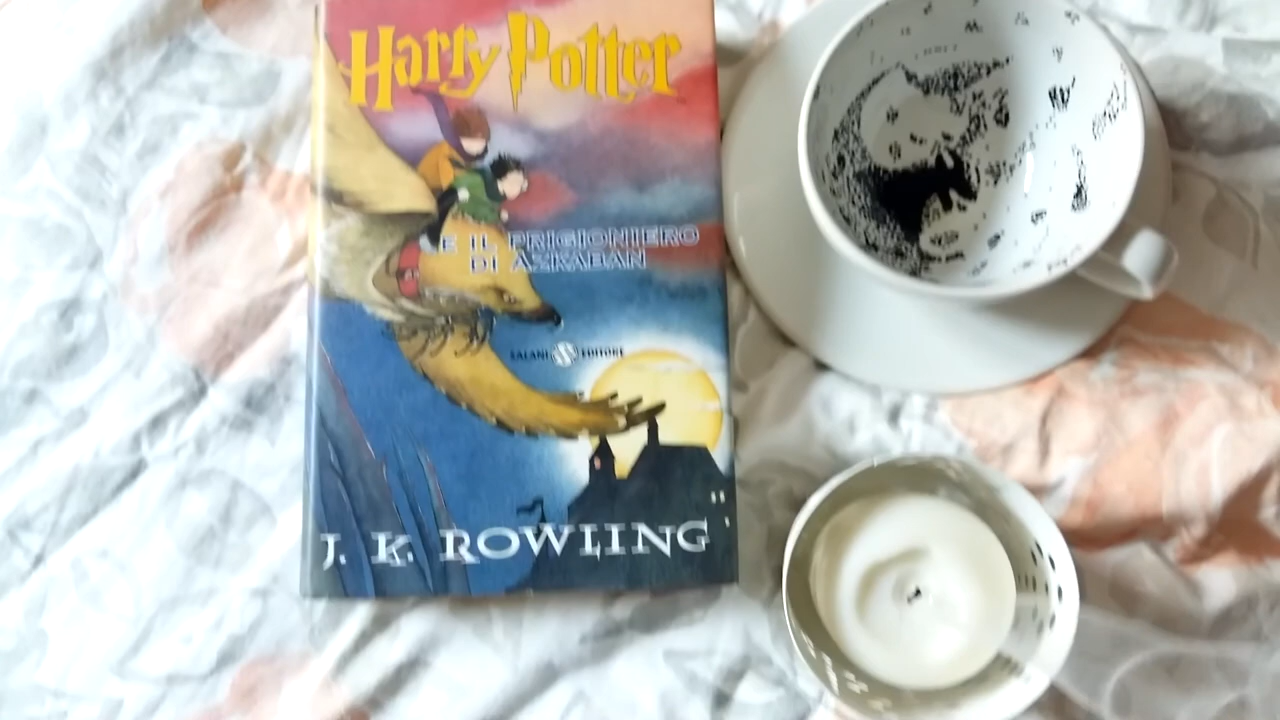 Harry Potter
E IL PRIGIONIERO
DI AZKABAN
SALANI EDITORE
J. K. ROWLING